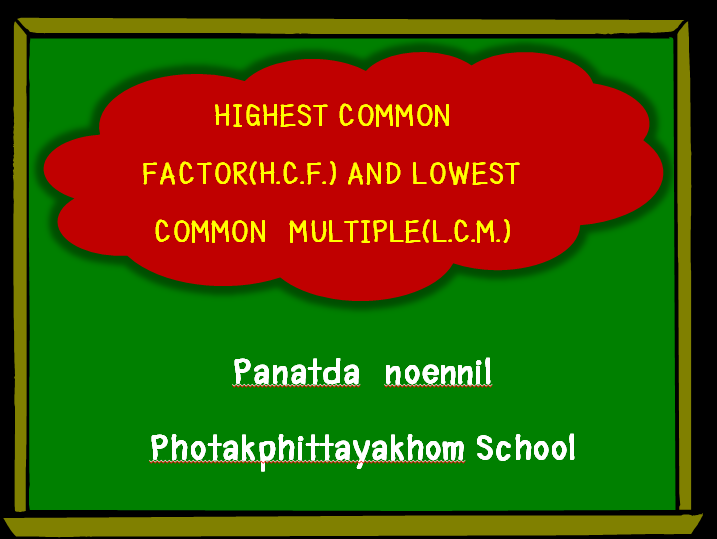 HIGHEST COMMON
FACTOR(H.C.F.) AND LOWEST
COMMON MULTIPLE(L.C.M.)
Panatda noennil
Photakphittayakhom School